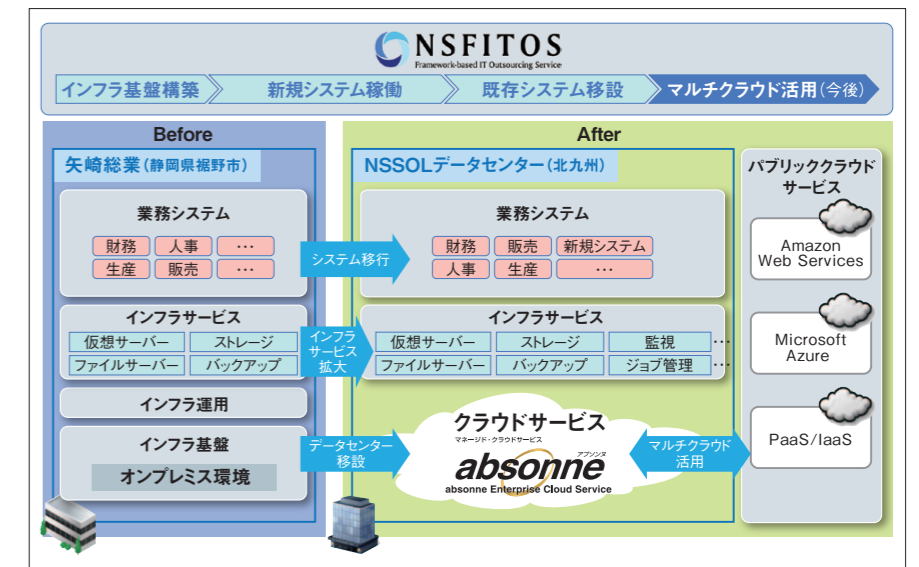 NSFITOS
Framework-based IT Outsourcing Service
インフラ基盤構築
新規システム稼働
既存システム移設
マルチクラウド活用(今後)
Before
矢崎総業(静岡県裾野市)
業務システム
財務 人事 …
生産 販売 …
インフラサービス
仮想サーバー ストレージ
ファイルサーバー バックアップ
インフラ運用
インフラ基盤
オンプレミス環境
システム移行
インフラ
サービス
拡大
データセンター
移設
After
NSSOLデータセンター(北九州)
業務システム
財務 販売 新規システム
人事 生産 …
インフラサービス
仮想サーバー ストレージ 監視 …
ファイルサーバー バックアップ ジョブ管理 …
クラウドサービス
マネージド・クラウドサービス
アブソンヌ
absonne
absonne Enterprise Cloud Service
マルチクラウド
活用
パブリッククラウド
サービス
Amazon
Web Services
Microsoft
Azure
PaaS/IaaS